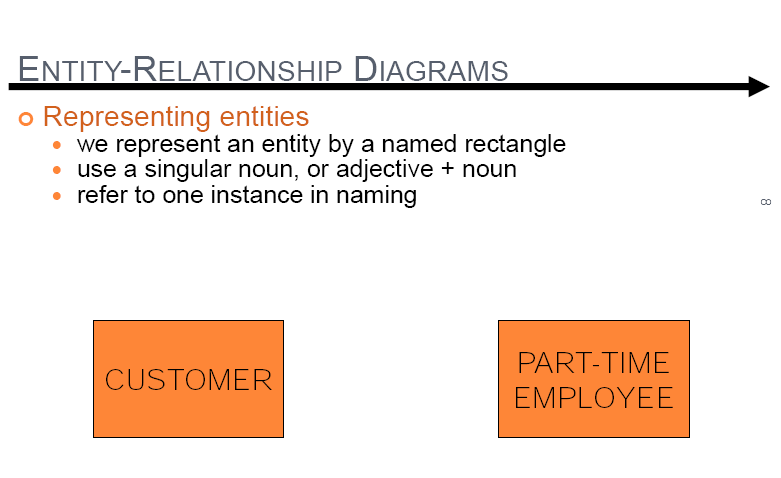 ENTITY-RELATIONSHIP DIAGRAMS
Representing entities
we represent an entity by a named rectangle
use a singular noun, or adjective + noun
refer to one instance in naming
8
CUSTOMER
PART-TIME
EMPLOYEE